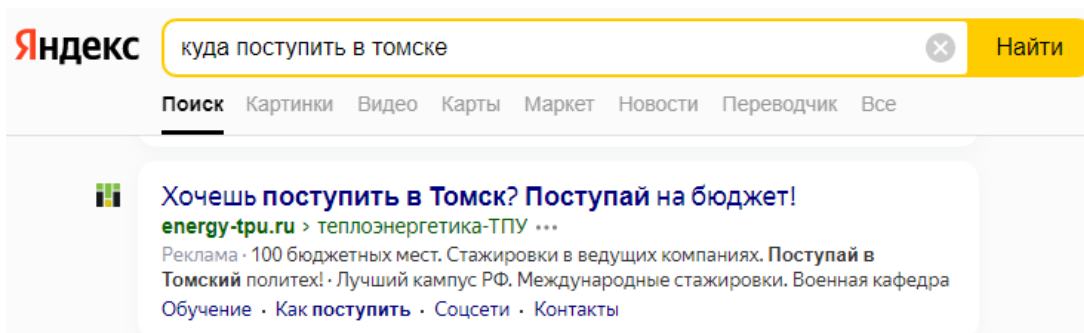 Яндекс куда поступить в томске Найти
Поиск Картинки Видео Карты Маркет Новости Переводчик Все
Хочешь поступить в Томск? Поступай на бюджет!
energy-tpu.ru › теплоэнергетика-ТПУ •••
Реклама · 100 бюджетных мест. Стажировки в ведущих компаниях. Поступай в
Томский политех! · Лучший кампус РФ. Международные стажировки. Военная кафедра
Обучение · Как поступить · Соцсети · Контакты